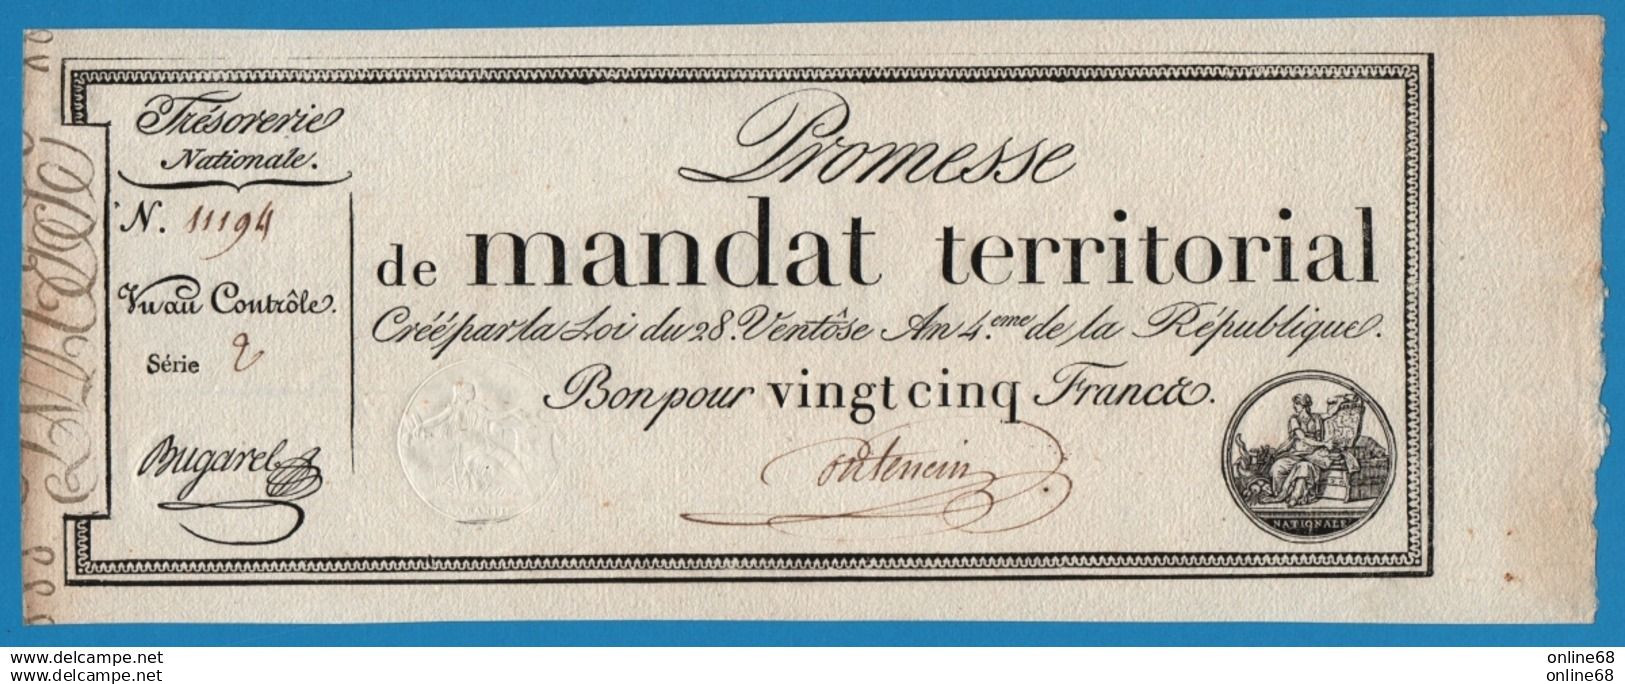 Trésorerie
Nationale.
N. 11194
Vu au Contrôle.
Série 2
Bugarel
Promesse
de mandat territorial
Créé par la Loi du 28. Ventôse An 4.eme de la République.
Bon pour vingt cinq Francs.
NATIONALE
www.delcampe.net
online68
www.delcampe.net
online68